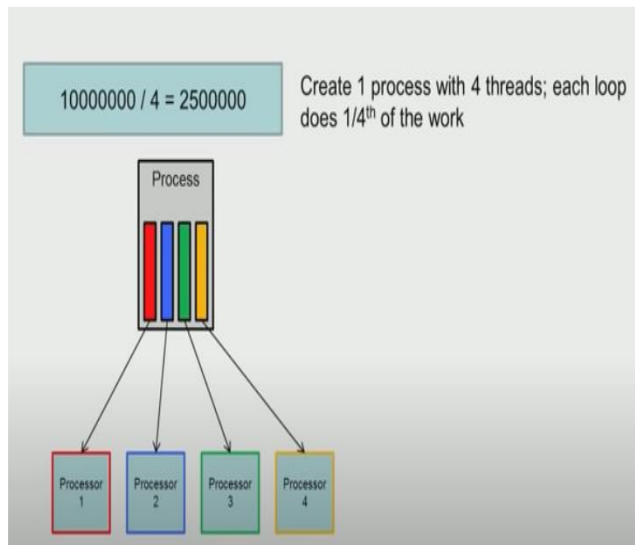 10000000 / 4 = 2500000
Create 1 process with 4 threads; each loop
does 1/4th of the work
Process
Processor
1
Processor
2
Processor
3
Processor
4